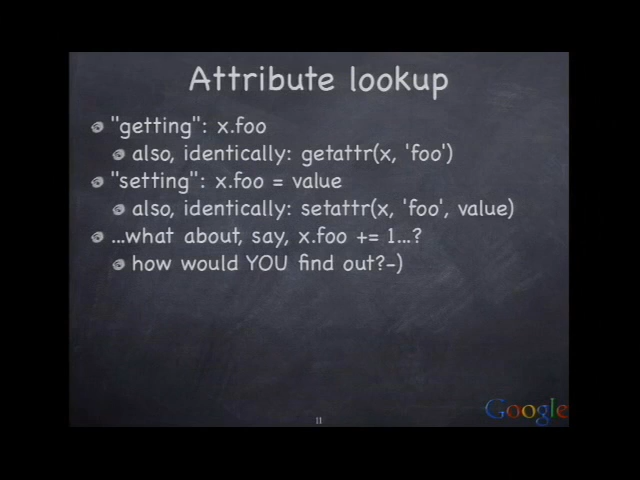 Attribute lookup
"getting": x.foo
also, identically: getattr(x, 'foo')
"setting": x.foo = value
also, identically: setattr(x, 'foo', value)
...what about, say, x.foo += 1...?
how would YOU find out?-)
11
Google